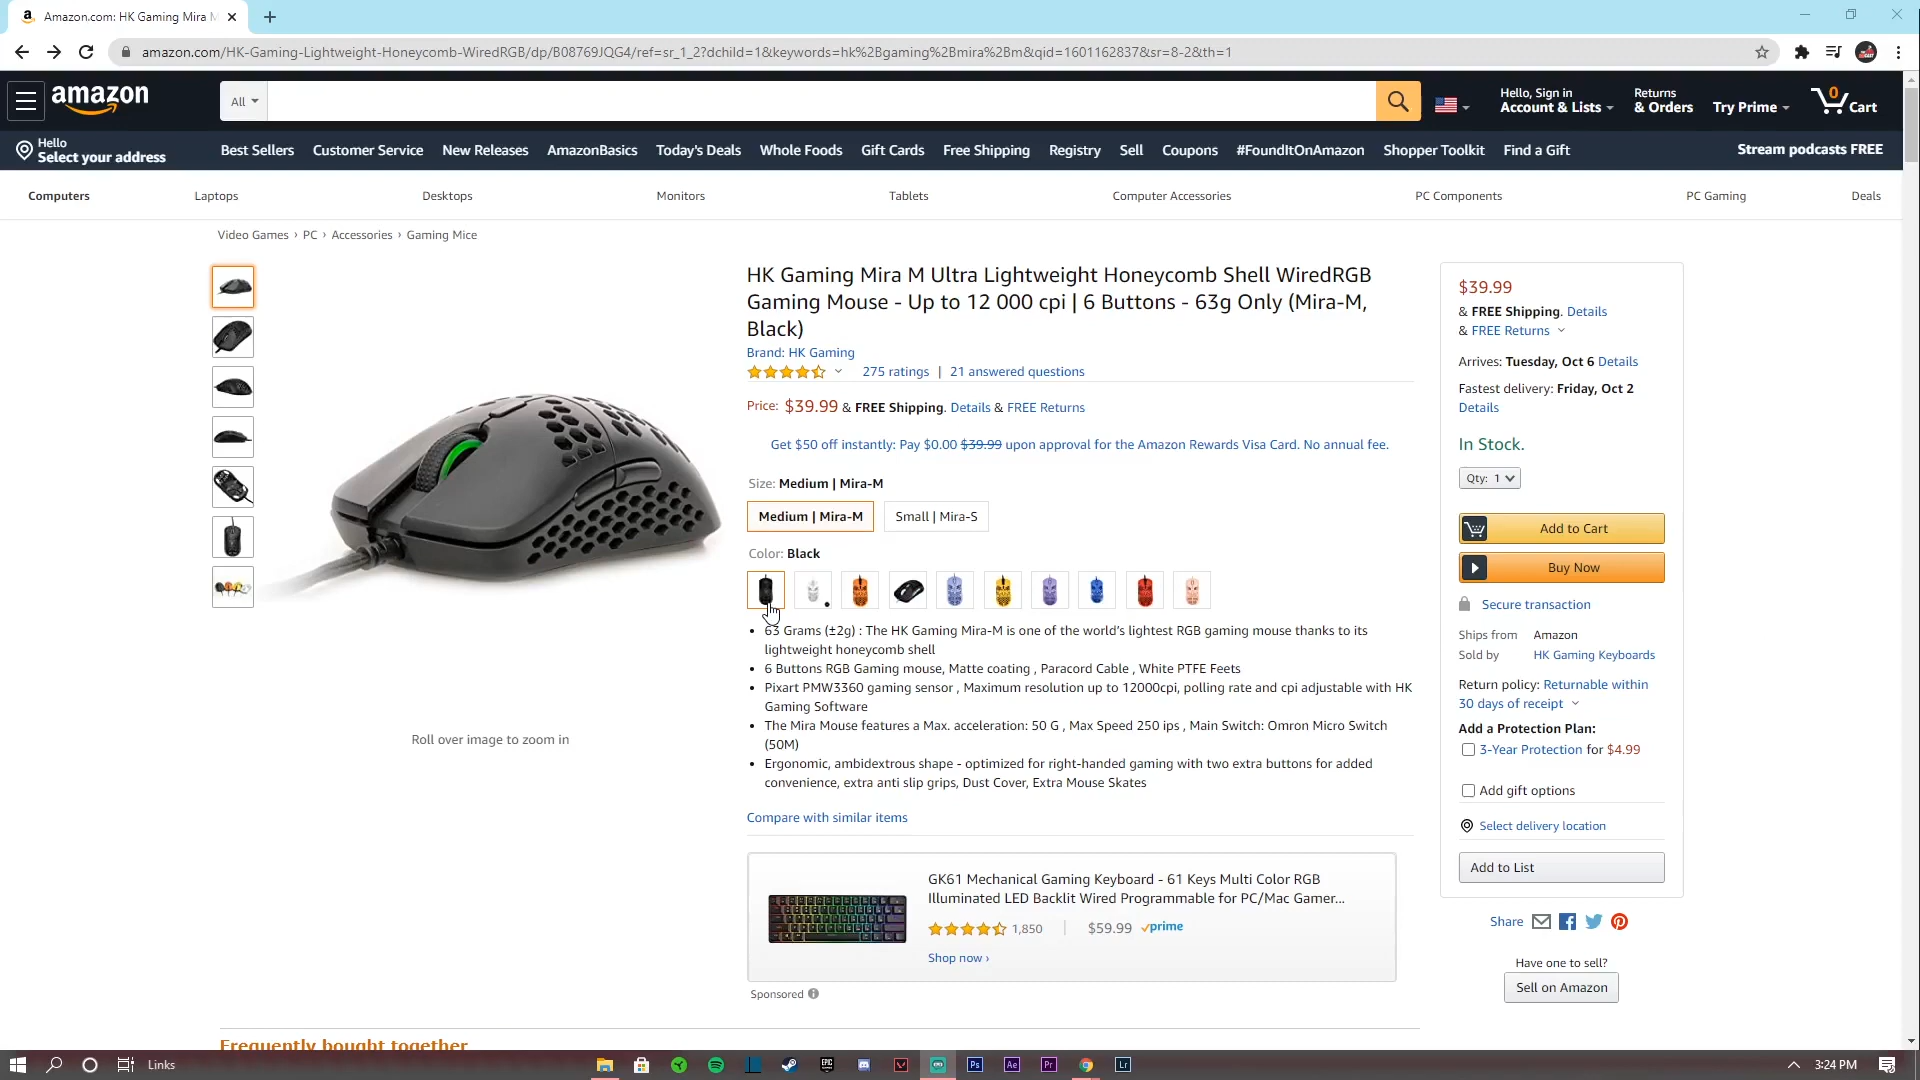 Amazon.com: HK Gaming Mira M
amazon.com/HK-Gaming-Lightweight-Honeycomb-WiredRGB/dp/B08769JQG4/ref=sr_1_2?dchild=1&keywords=hk%2Bgaming%2Bmira%2Bm&qid=1601162837&sr=8-2&th=1
amazon
All
Hello, Sign in
Account & Lists
Returns
& Orders
Try Prime
0
Cart
Hello
Select your address
Best Sellers Customer Service New Releases AmazonBasics Today's Deals Whole Foods Gift Cards Free Shipping Registry Sell Coupons #FoundItOnAmazon Shopper Toolkit Find a Gift
Stream podcasts FREE
Computers Laptops Desktops Monitors Tablets Computer Accessories PC Components PC Gaming Deals
Video Games › PC › Accessories › Gaming Mice
Roll over image to zoom in
HK Gaming Mira M Ultra Lightweight Honeycomb Shell WiredRGB
Gaming Mouse - Up to 12 000 cpi | 6 Buttons - 63g Only (Mira-M,
Black)
Brand: HK Gaming
275 ratings | 21 answered questions
Price: $39.99 & FREE Shipping. Details & FREE Returns
Get $50 off instantly: Pay $0.00 $39.99 upon approval for the Amazon Rewards Visa Card. No annual fee.
Size: Medium | Mira-M
Medium | Mira-M
Small | Mira-S
Color: Black
• 63 Grams (±2g) : The HK Gaming Mira-M is one of the world's lightest RGB gaming mouse thanks to its
lightweight honeycomb shell
• 6 Buttons RGB Gaming mouse, Matte coating , Paracord Cable , White PTFE Feets
• Pixart PMW3360 gaming sensor , Maximum resolution up to 12000cpi, polling rate and cpi adjustable with HK
Gaming Software
• The Mira Mouse features a Max. acceleration: 50 G , Max Speed 250 ips , Main Switch: Omron Micro Switch
(50M)
• Ergonomic, ambidextrous shape - optimized for right-handed gaming with two extra buttons for added
convenience, extra anti slip grips, Dust Cover, Extra Mouse Skates
Compare with similar items
GK61 Mechanical Gaming Keyboard - 61 Keys Multi Color RGB
Illuminated LED Backlit Wired Programmable for PC/Mac Gamer...
1,850 | $59.99 prime
Shop now ›
Sponsored
Frequently bought together
$39.99
& FREE Shipping. Details
& FREE Returns
Arrives: Tuesday, Oct 6 Details
Fastest delivery: Friday, Oct 2
Details
In Stock.
Qty: 1
Add to Cart
Buy Now
Secure transaction
Ships from Amazon
Sold by HK Gaming Keyboards
Return policy: Returnable within
30 days of receipt
Add a Protection Plan:
3-Year Protection for $4.99
Add gift options
Select delivery location
Add to List
Share
Have one to sell?
Sell on Amazon
Links
EPIC
Ps
Ae
Pr
Lr
3:24 PM